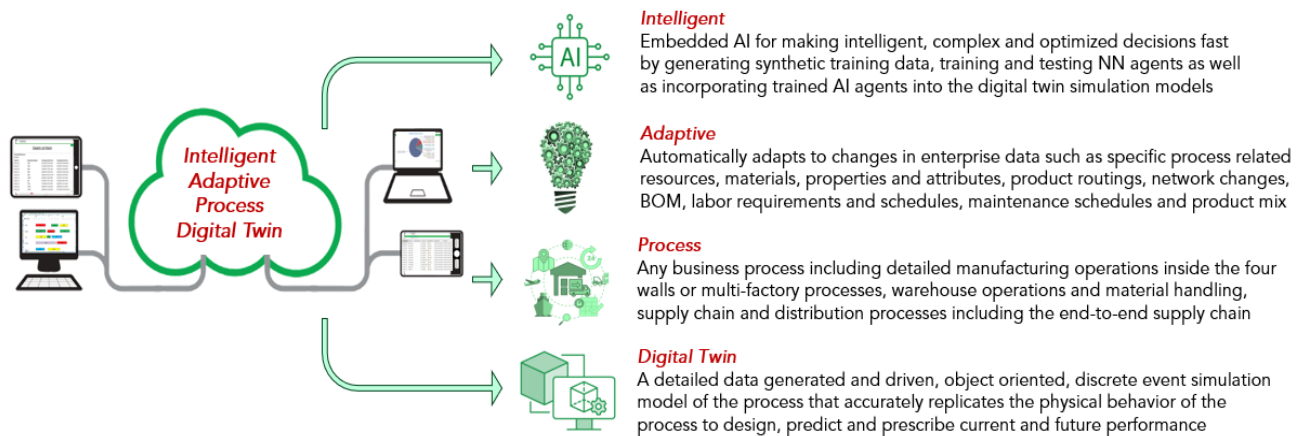 Intelligent
Adaptive
Process
Digital Twin
AI
Intelligent
Embedded AI for making intelligent, complex and optimized decisions fast
by generating synthetic training data, training and testing NN agents as well
as incorporating trained AI agents into the digital twin simulation models
Adaptive
Automatically adapts to changes in enterprise data such as specific process related
resources, materials, properties and attributes, product routings, network changes,
BOM, labor requirements and schedules, maintenance schedules and product mix
Process
Any business process including detailed manufacturing operations inside the four
walls or multi-factory processes, warehouse operations and material handling,
supply chain and distribution processes including the end-to-end supply chain
Digital Twin
A detailed data generated and driven, object oriented, discrete event simulation
model of the process that accurately replicates the physical behavior of the
process to design, predict and prescribe current and future performance